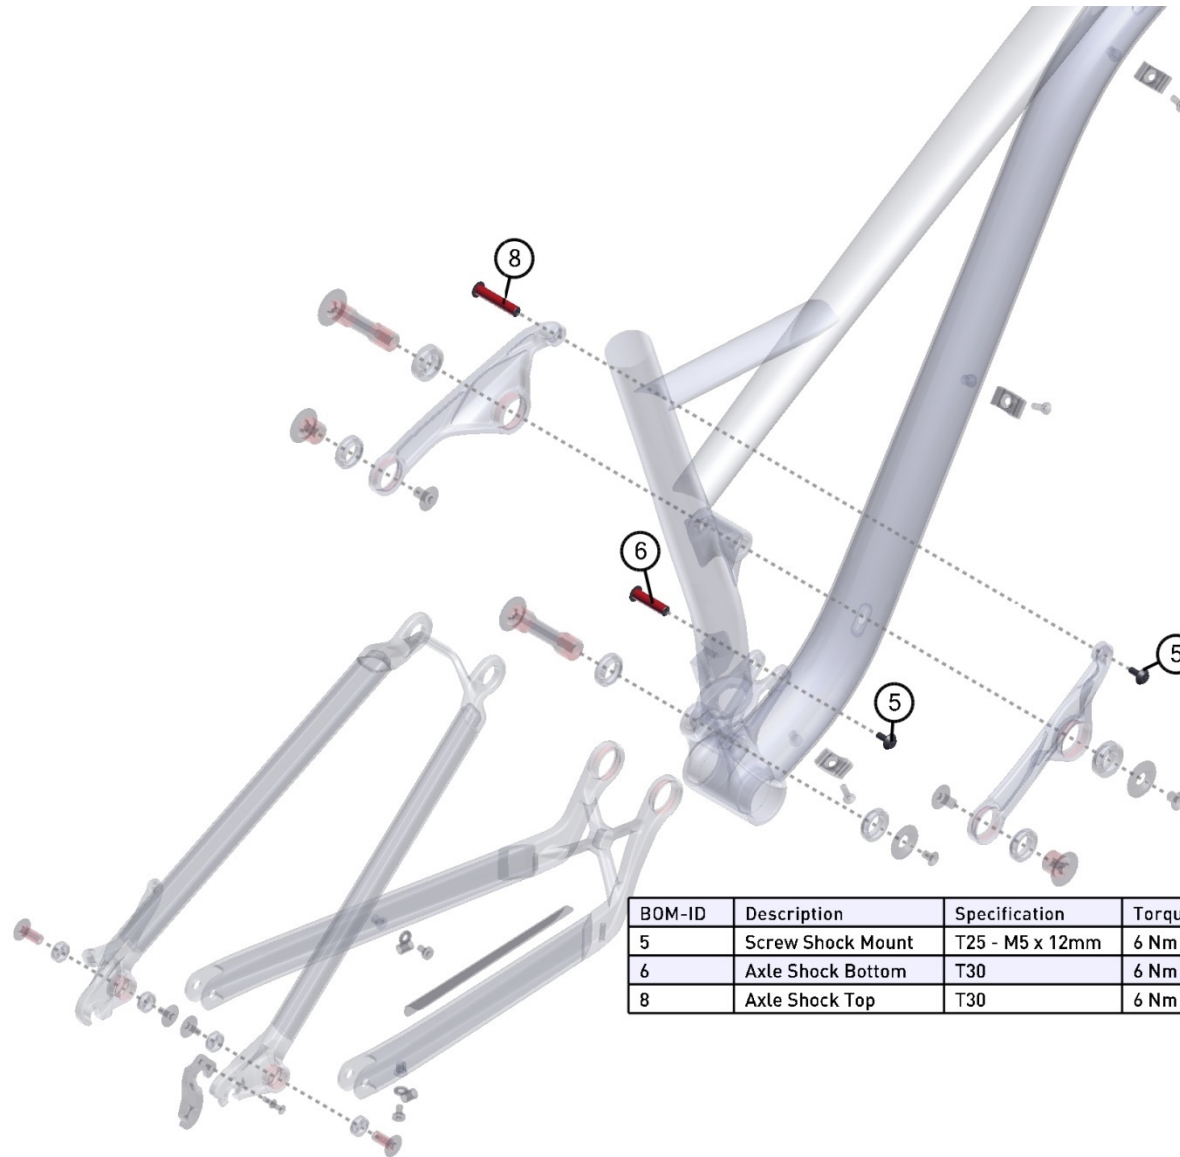 8
6
5
5
BOM-ID Description Specification Torqu
5 Screw Shock Mount T25 - M5 x 12mm 6 Nm
6 Axle Shock Bottom T30 6 Nm
8 Axle Shock Top T30 6 Nm